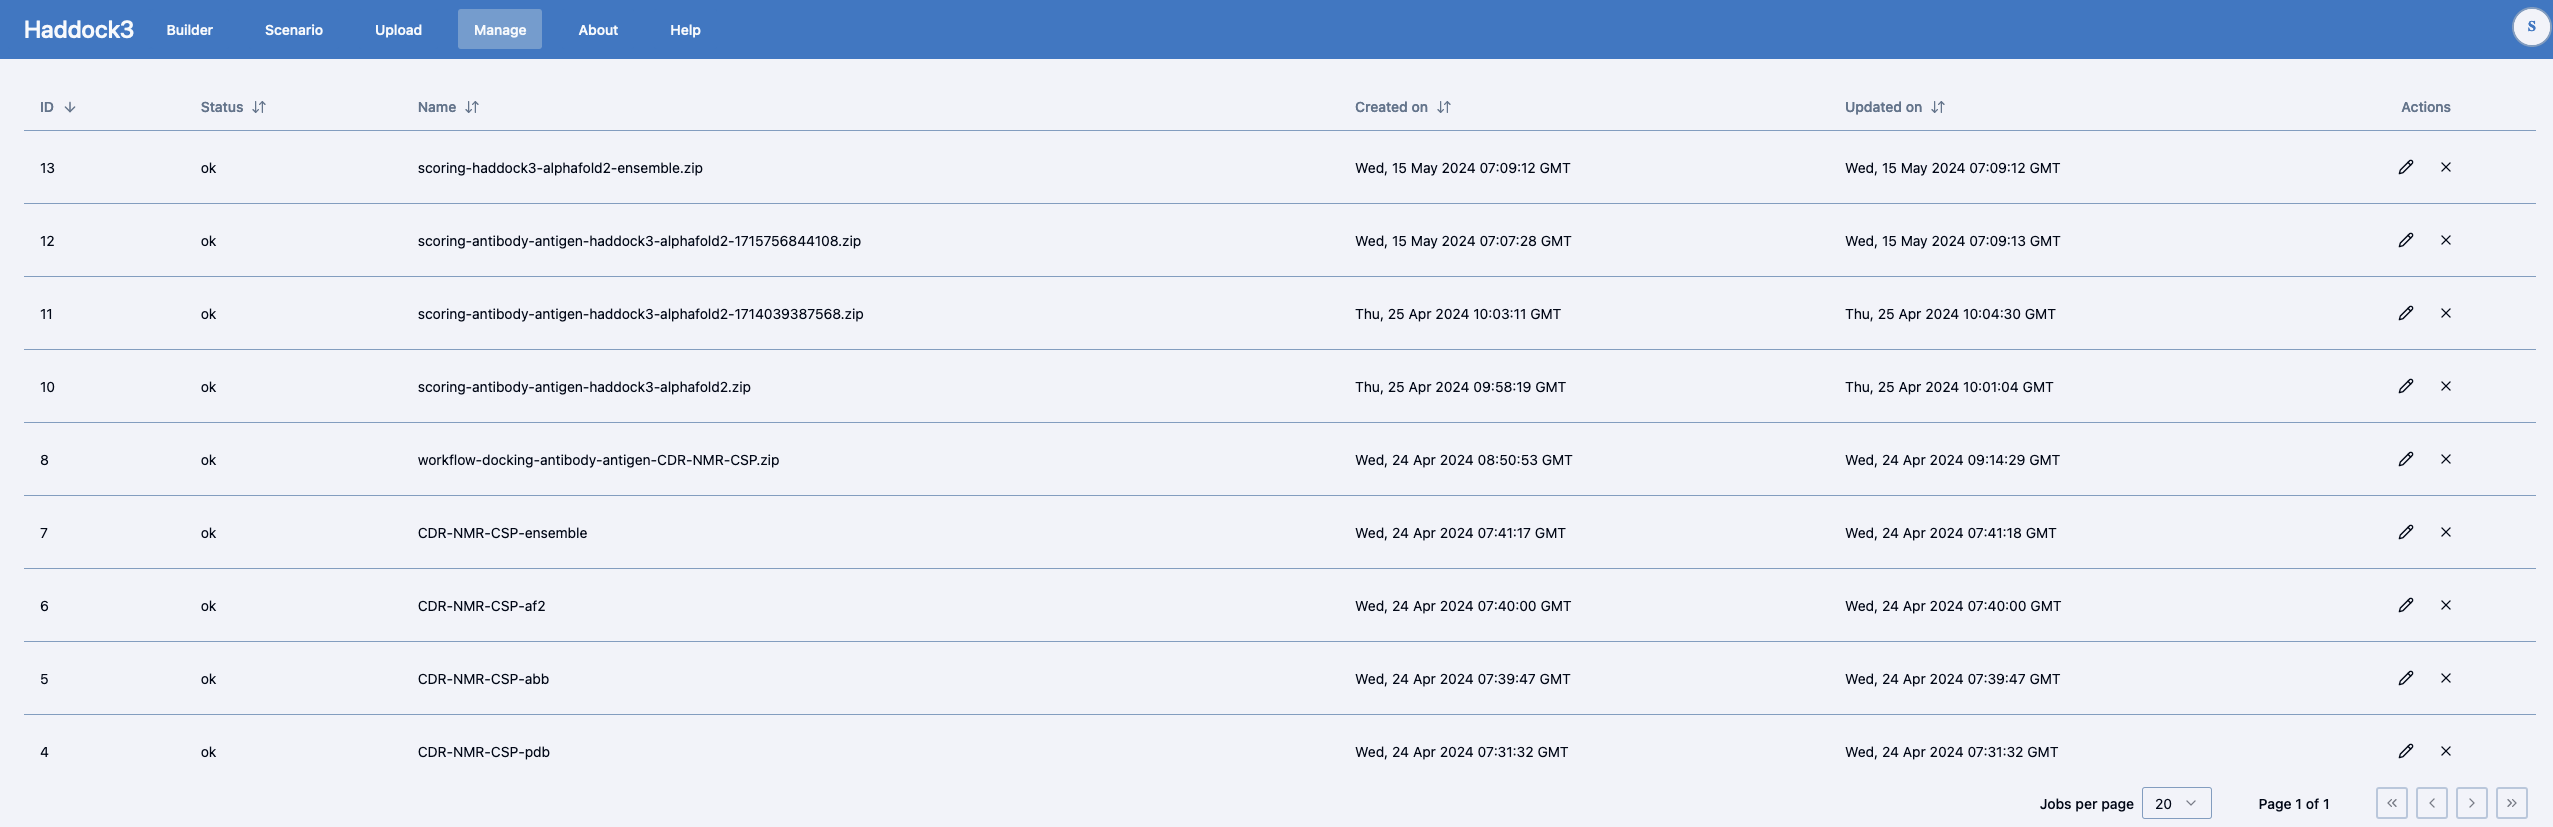 Haddock3 Builder Scenario Upload Manage About Help S
ID Status Name Created on Updated on Actions
13 ok scoring-haddock3-alphafold2-ensemble.zip Wed, 15 May 2024 07:09:12 GMT Wed, 15 May 2024 07:09:12 GMT
12 ok scoring-antibody-antigen-haddock3-alphafold2-1715756844108.zip Wed, 15 May 2024 07:07:28 GMT Wed, 15 May 2024 07:09:13 GMT
11 ok scoring-antibody-antigen-haddock3-alphafold2-1714039387568.zip Thu, 25 Apr 2024 10:03:11 GMT Thu, 25 Apr 2024 10:04:30 GMT
10 ok scoring-antibody-antigen-haddock3-alphafold2.zip Thu, 25 Apr 2024 09:58:19 GMT Thu, 25 Apr 2024 10:01:04 GMT
8 ok workflow-docking-antibody-antigen-CDR-NMR-CSP.zip Wed, 24 Apr 2024 08:50:53 GMT Wed, 24 Apr 2024 09:14:29 GMT
7 ok CDR-NMR-CSP-ensemble Wed, 24 Apr 2024 07:41:17 GMT Wed, 24 Apr 2024 07:41:18 GMT
6 ok CDR-NMR-CSP-af2 Wed, 24 Apr 2024 07:40:00 GMT Wed, 24 Apr 2024 07:40:00 GMT
5 ok CDR-NMR-CSP-abb Wed, 24 Apr 2024 07:39:47 GMT Wed, 24 Apr 2024 07:39:47 GMT
4 ok CDR-NMR-CSP-pdb Wed, 24 Apr 2024 07:31:32 GMT Wed, 24 Apr 2024 07:31:32 GMT
Jobs per page 20 Page 1 of 1